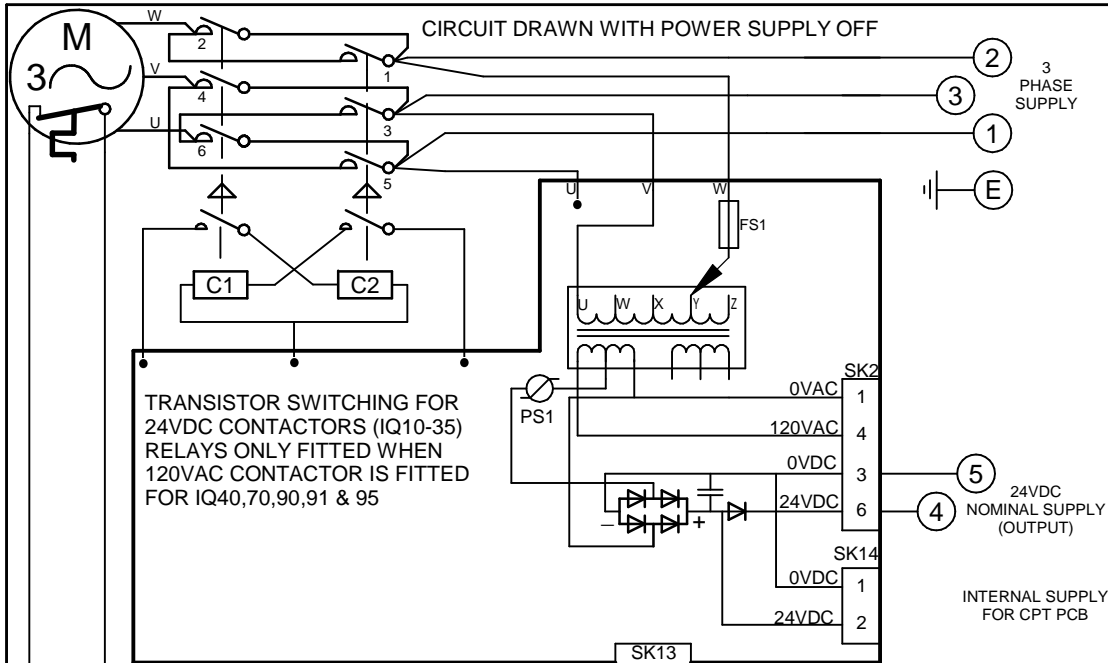 CIRCUIT DRAWN WITH POWER SUPPLY OFF
W
M
3
V
U
2
4
6
1
3
5
2
3
1
E
3
PHASE
SUPPLY
U
V
W
FS1
C1
C2
U
W
X
Y
Z
PS1
TRANSISTOR SWITCHING FOR
24VDC CONTACTORS (IQ10-35)
RELAYS ONLY FITTED WHEN
120VAC CONTACTOR IS FITTED
FOR IQ40,70,90,91 & 95
SK2
0VAC 1
120VAC 4
0VDC 3
24VDC 6
5
4
24VDC
NOMINAL SUPPLY
(OUTPUT)
– +
SK14
0VDC 1
24VDC 2
INTERNAL SUPPLY
FOR CPT PCB
SK13